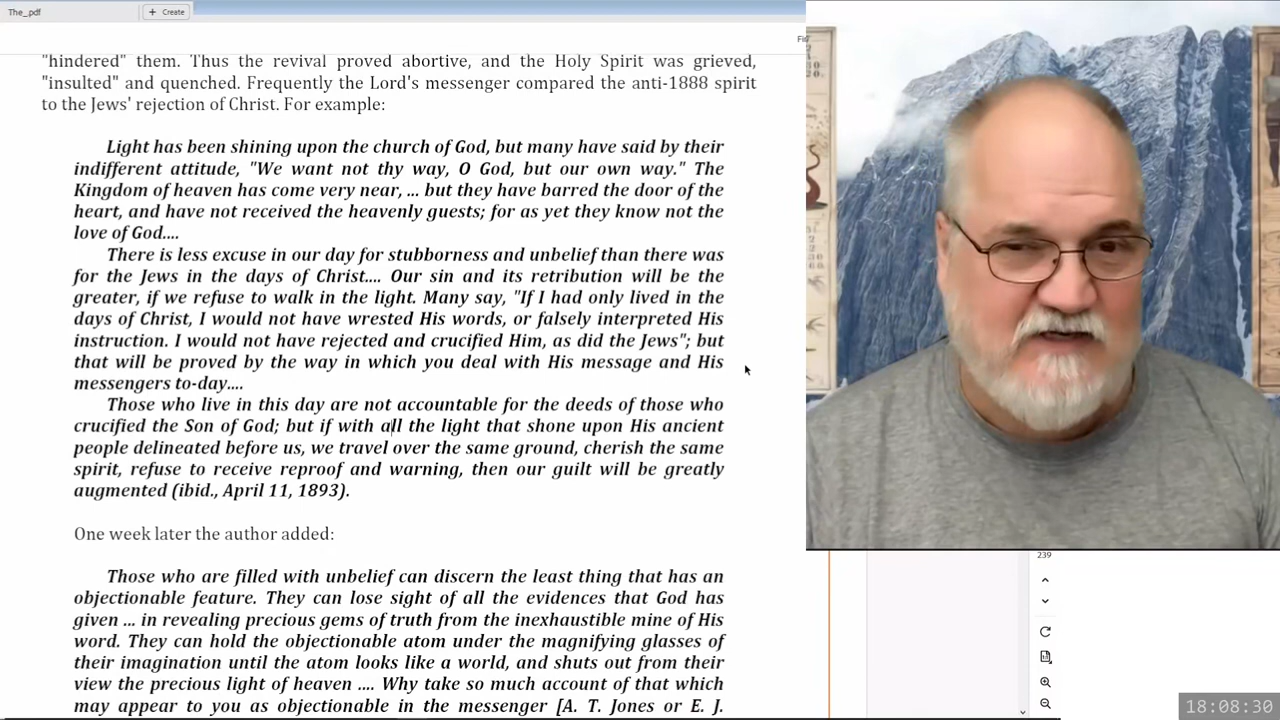 The_.pdf
Create
"hindered" them. Thus the revival proved abortive, and the Holy Spirit was grieved,
"insulted" and quenched. Frequently the Lord's messenger compared the anti-1888 spirit
to the Jews' rejection of Christ. For example:
Light has been shining upon the church of God, but many have said by their
indifferent attitude, "We want not thy way, O God, but our own way." The
Kingdom of heaven has come very near, ... but they have barred the door of the
heart, and have not received the heavenly guests; for as yet they know not the
love of God....
There is less excuse in our day for stubborness and unbelief than there was
for the Jews in the days of Christ.... Our sin and its retribution will be the
greater, if we refuse to walk in the light. Many say, "If I had only lived in the
days of Christ, I would not have wrested His words, or falsely interpreted His
instruction. I would not have rejected and crucified Him, as did the Jews"; but
that will be proved by the way in which you deal with His message and His
messengers to-day....
Those who live in this day are not accountable for the deeds of those who
crucified the Son of God; but if with all the light that shone upon His ancient
people delineated before us, we travel over the same ground, cherish the same
spirit, refuse to receive reproof and warning, then our guilt will be greatly
augmented (ibid., April 11, 1893).
One week later the author added:
Those who are filled with unbelief can discern the least thing that has an
objectionable feature. They can lose sight of all the evidences that God has
given ... in revealing precious gems of truth from the inexhaustible mine of His
word. They can hold the objectionable atom under the magnifying glasses of
their imagination until the atom looks like a world, and shuts out from their
view the precious light of heaven .... Why take so much account of that which
may appear to you as objectionable in the messenger [A. T. Jones or E. J.
239
18:08:30